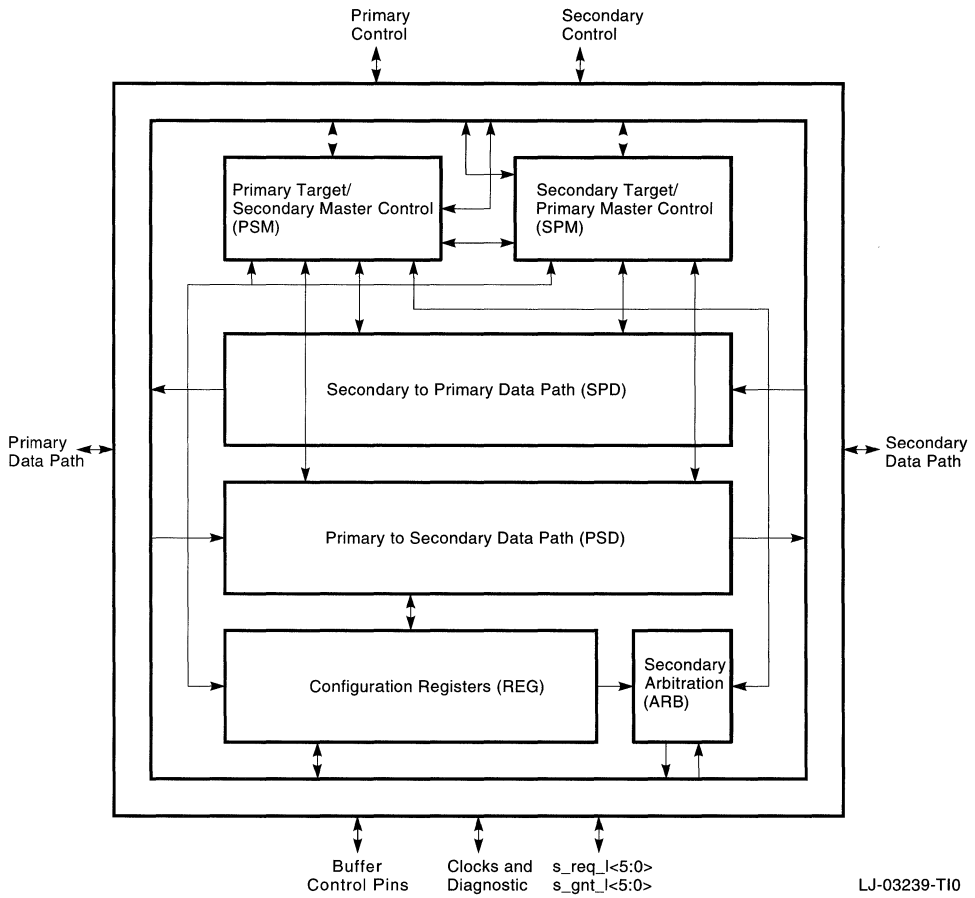 Primary
Control
Secondary
Control
Primary Target/
Secondary Master Control
(PSM)
Secondary Target/
Primary Master Control
(SPM)
Secondary to Primary Data Path (SPD)
Primary
Data Path
Secondary
Data Path
Primary to Secondary Data Path (PSD)
Configuration Registers (REG)
Secondary
Arbitration
(ARB)
Buffer
Control Pins
Clocks and
Diagnostic
s_req_l<5:0>
s_gnt_l<5:0>
LJ-03239-TI0